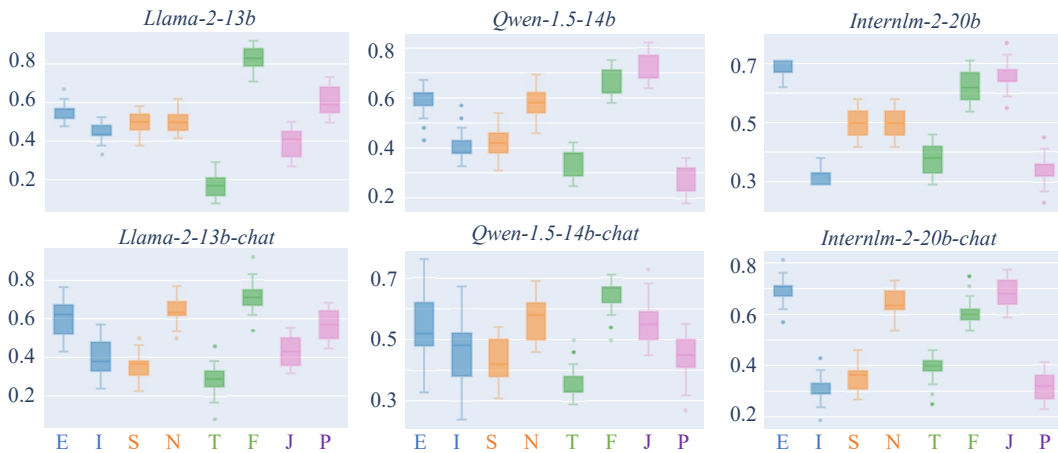 Llama-2-13b
Qwen-1.5-14b
Internlm-2-20b
0.8
0.6
0.4
0.2
0.8
0.6
0.4
0.2
0.7
0.5
0.3
Llama-2-13b-chat
Qwen-1.5-14b-chat
Internlm-2-20b-chat
0.8
0.6
0.4
0.2
0.7
0.5
0.3
0.8
0.6
0.4
0.2
E I S N T F J P
E I S N T F J P
E I S N T F J P